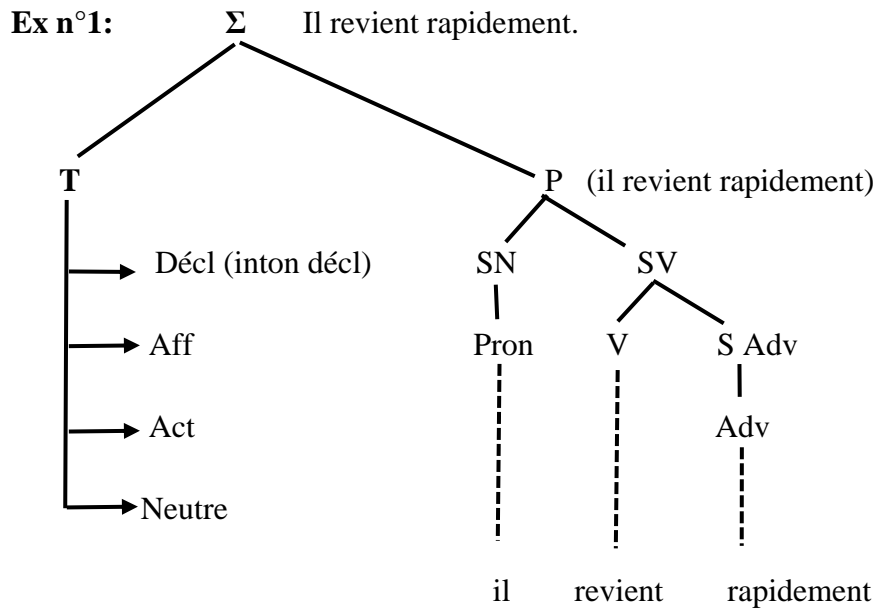 Ex n°1: Σ Il revient rapidement.
T P (il revient rapidement)
Décl (inton décl) SN SV
Aff Pron V S Adv
Act Adv
Neutre
il revient rapidement